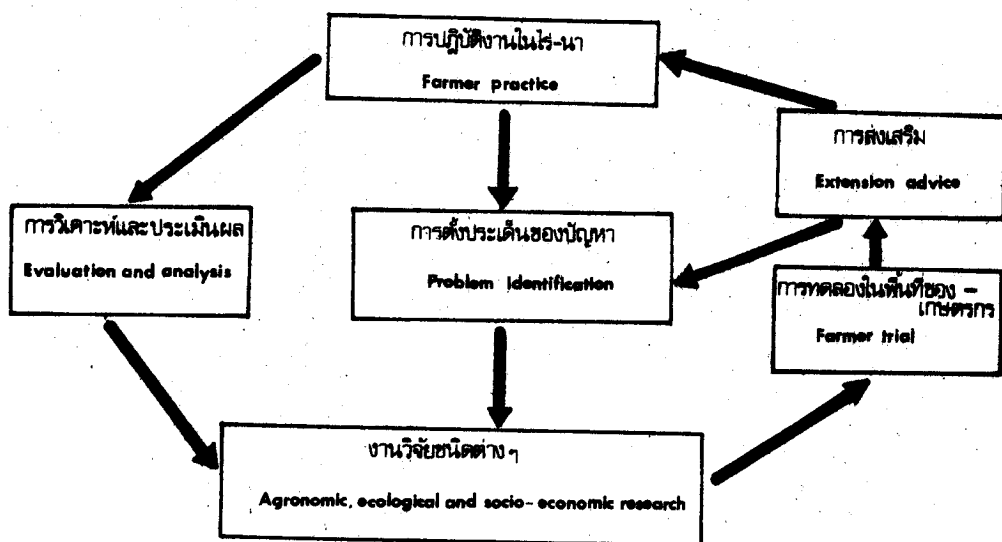 การปฏิบัติงานในไร่-นา
Farmer practice
การส่งเสริม
Extension advice
การวิเคาะห์และประเมินผล
Evaluation and analysis
การตั้งประเด็นของปัญหา
Problem identification
การทดลองในพื้นที่ของ -
เกษตรกร
Farmer trial
งานวิจัยชนิดต่าง ๆ
Agronomic, ecological and socio-economic research